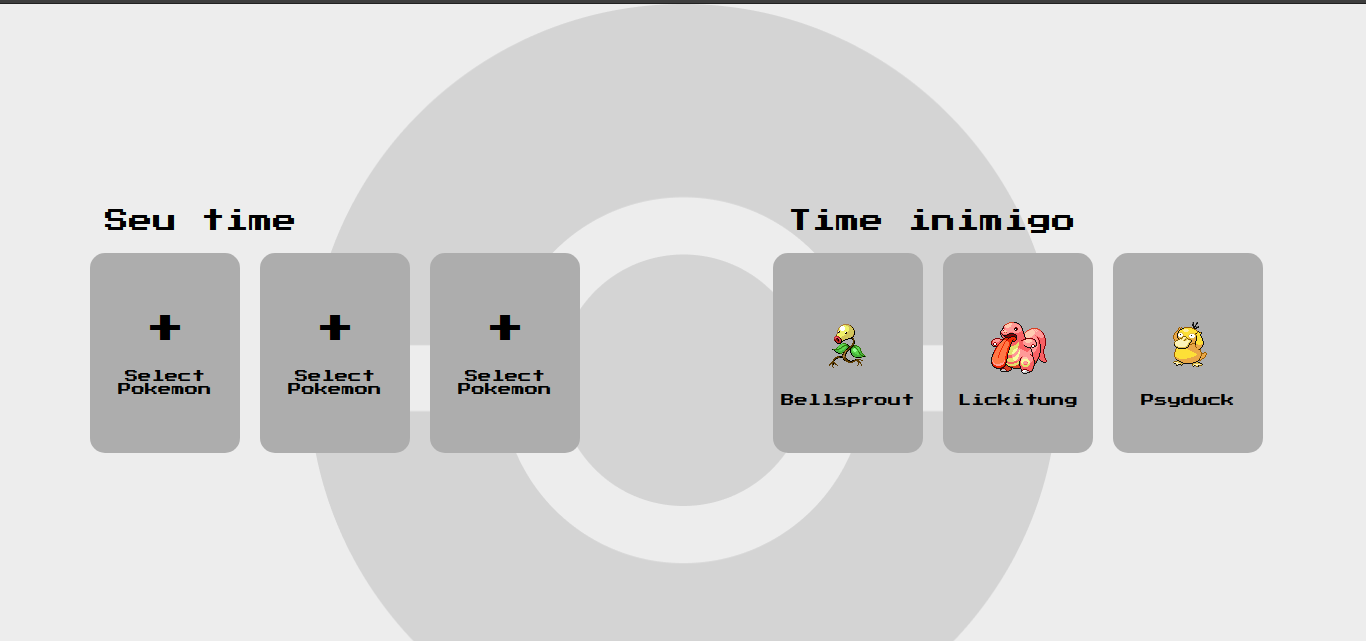 Seu time
Time inimigo
+
Select
Pokemon
+
Select
Pokemon
+
Select
Pokemon
Bellsprout
Lickitung
Psyduck